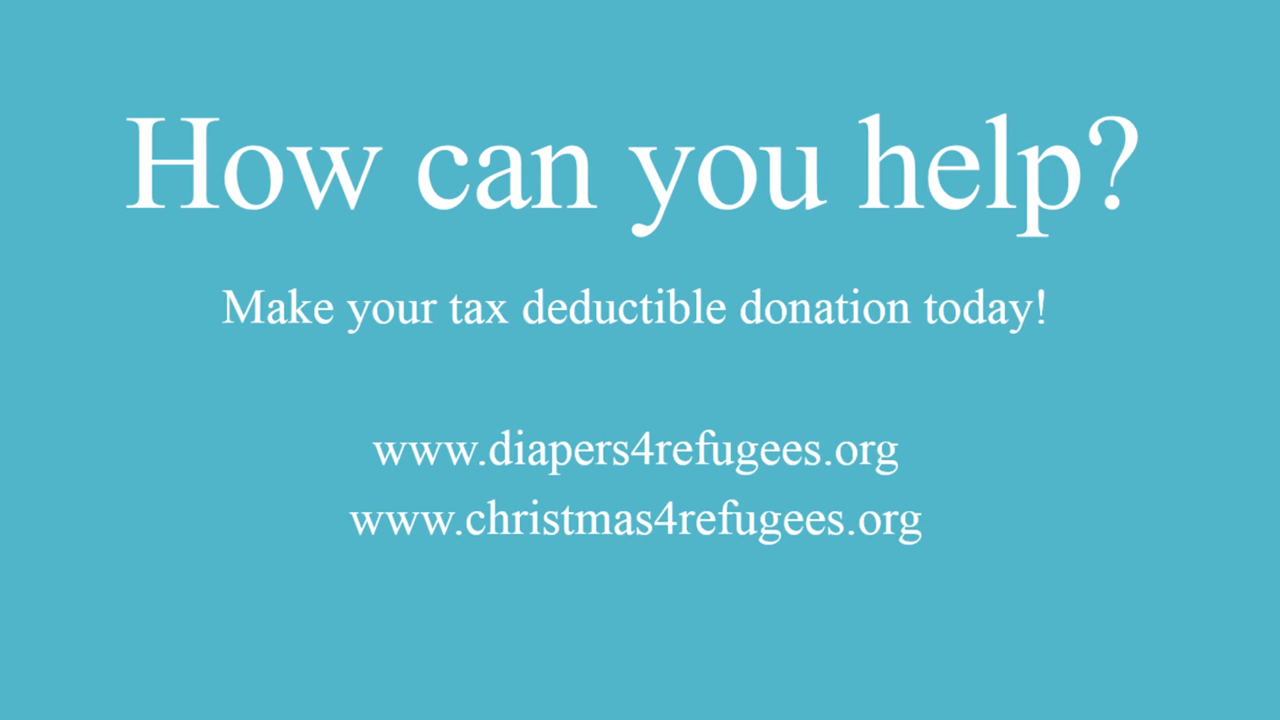 How can you help?
Make your tax deductible donation today!
www.diapers4refugees.org
www.christmas4refugees.org